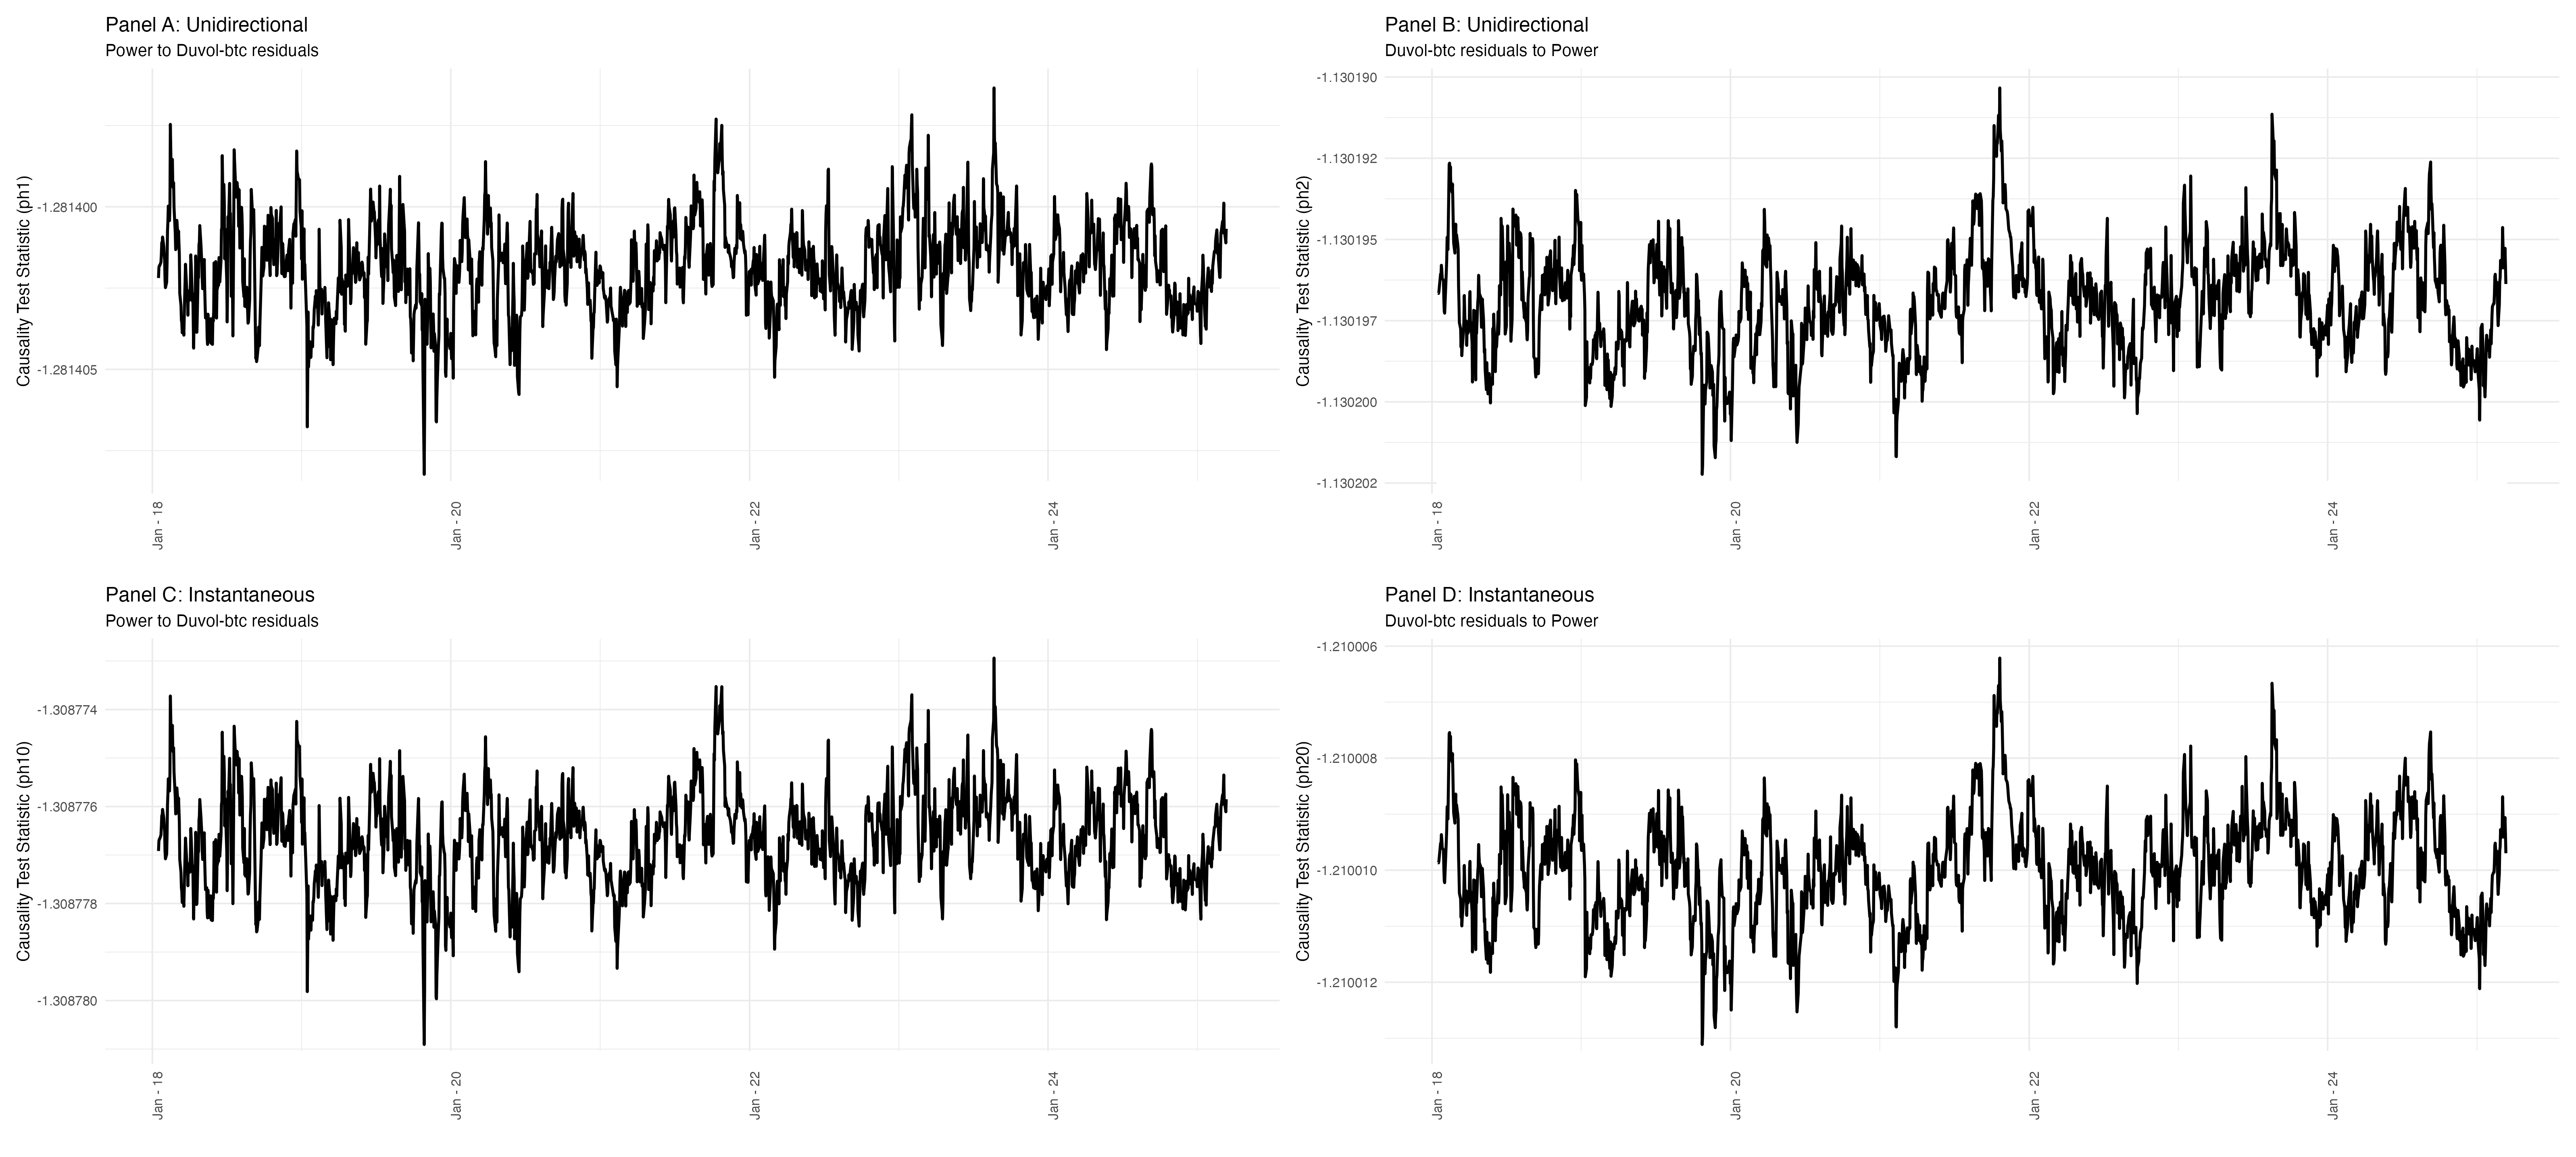 Panel A: Unidirectional
Power to Duvol-btc residuals
Causality Test Statistic (ph1)
-1.281400
-1.281405
Jan - 18
Jan - 20
Jan - 22
Jan - 24
Panel B: Unidirectional
Duvol-btc residuals to Power
Causality Test Statistic (ph2)
-1.130190
-1.130192
-1.130195
-1.130197
-1.130200
-1.130202
Jan - 18
Jan - 20
Jan - 22
Jan - 24
Panel C: Instantaneous
Power to Duvol-btc residuals
Causality Test Statistic (ph10)
-1.308774
-1.308776
-1.308778
-1.308780
Jan - 18
Jan - 20
Jan - 22
Jan - 24
Panel D: Instantaneous
Duvol-btc residuals to Power
Causality Test Statistic (ph20)
-1.210006
-1.210008
-1.210010
-1.210012
Jan - 18
Jan - 20
Jan - 22
Jan - 24